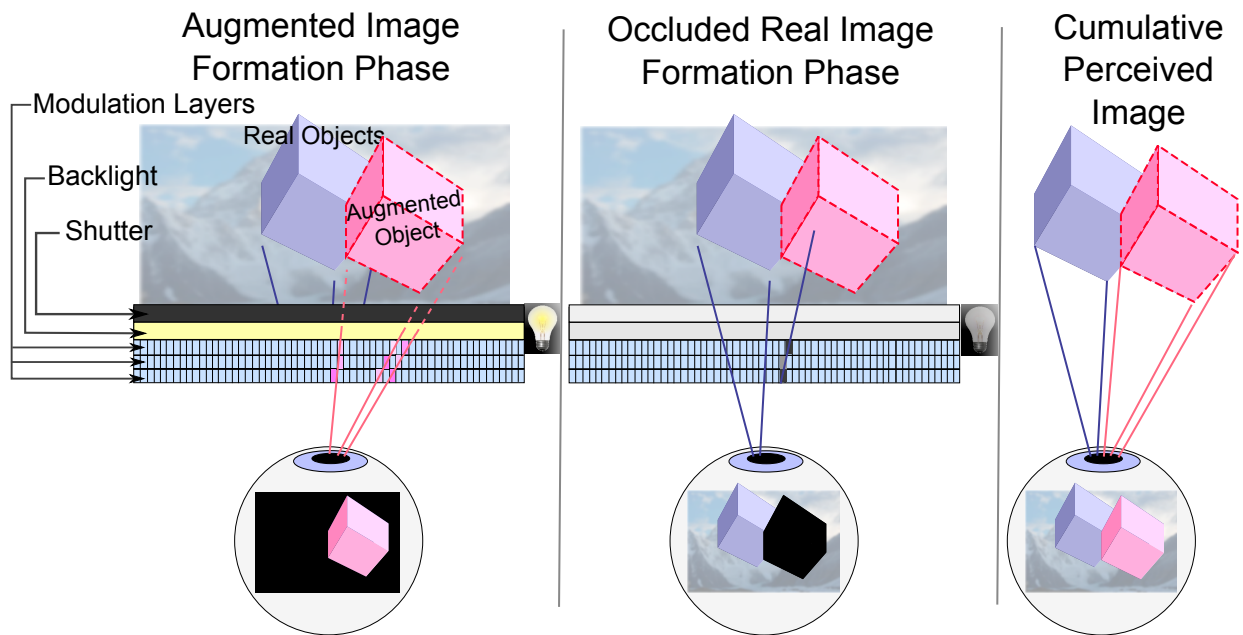 Augmented Image
Formation Phase
Modulation Layers
Real Objects
Backlight
Augmented
Object
Shutter
Occluded Real Image
Formation Phase
Cumulative
Perceived
Image